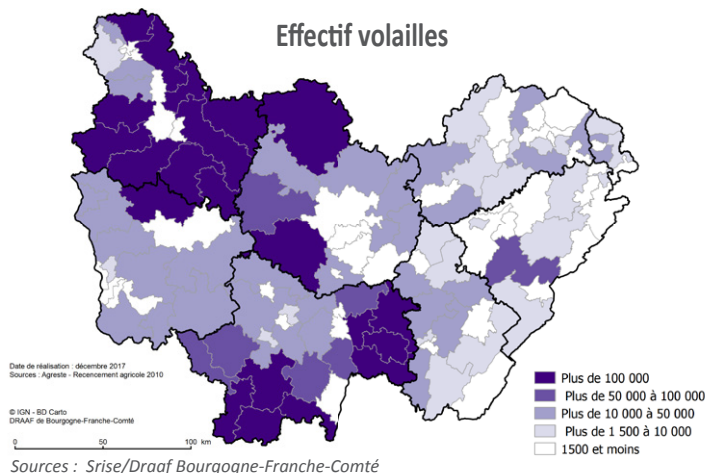 Effectif volailles
Date de réalisation : décembre 2017
Sources : Agreste - Recencement agricole 2010
© IGN - BD Carto
DRAAF de Bourgogne-Franche-Comté
0 50 100 km
Plus de 100 000
Plus de 50 000 à 100 000
Plus de 10 000 à 50 000
Plus de 1 500 à 10 000
1500 et moins
Sources : Srise/Draaf Bourgogne-Franche-Comté